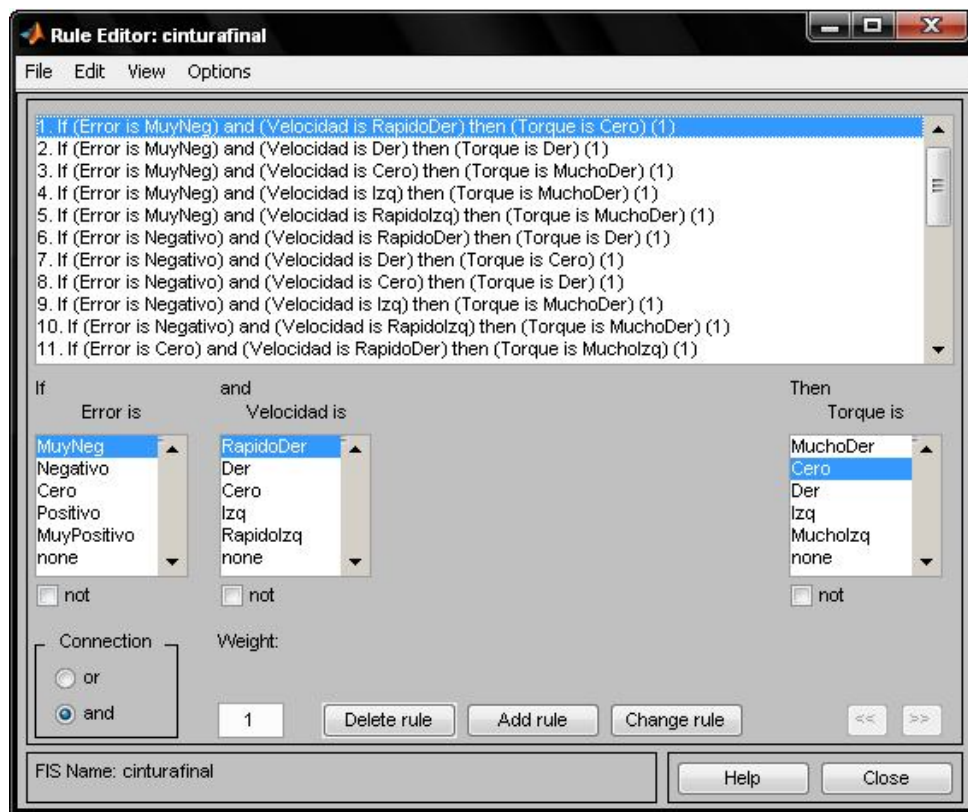 Rule Editor: cinturafinal
File Edit View Options
1. If (Error is MuyNeg) and (Velocidad is RapidoDer) then (Torque is Cero) (1)
2. If (Error is MuyNeg) and (Velocidad is Der) then (Torque is Der) (1)
3. If (Error is MuyNeg) and (Velocidad is Cero) then (Torque is MuchoDer) (1)
4. If (Error is MuyNeg) and (Velocidad is Izq) then (Torque is MuchoDer) (1)
5. If (Error is MuyNeg) and (Velocidad is RapidoIzq) then (Torque is MuchoDer) (1)
6. If (Error is Negativo) and (Velocidad is RapidoDer) then (Torque is Der) (1)
7. If (Error is Negativo) and (Velocidad is Der) then (Torque is Cero) (1)
8. If (Error is Negativo) and (Velocidad is Cero) then (Torque is Der) (1)
9. If (Error is Negativo) and (Velocidad is Izq) then (Torque is MuchoDer) (1)
10. If (Error is Negativo) and (Velocidad is RapidoIzq) then (Torque is MuchoDer) (1)
11. If (Error is Cero) and (Velocidad is RapidoDer) then (Torque is MuchoIzq) (1)
If
Error is
MuyNeg
Negativo
Cero
Positivo
MuyPositivo
none
not
and
Velocidad is
RapidoDer
Der
Cero
Izq
RapidoIzq
none
not
Then
Torque is
MuchoDer
Cero
Der
Izq
MuchoIzq
none
not
Connection
or
and
Weight:
1
Delete rule Add rule Change rule << >>
FIS Name: cinturafinal
Help Close